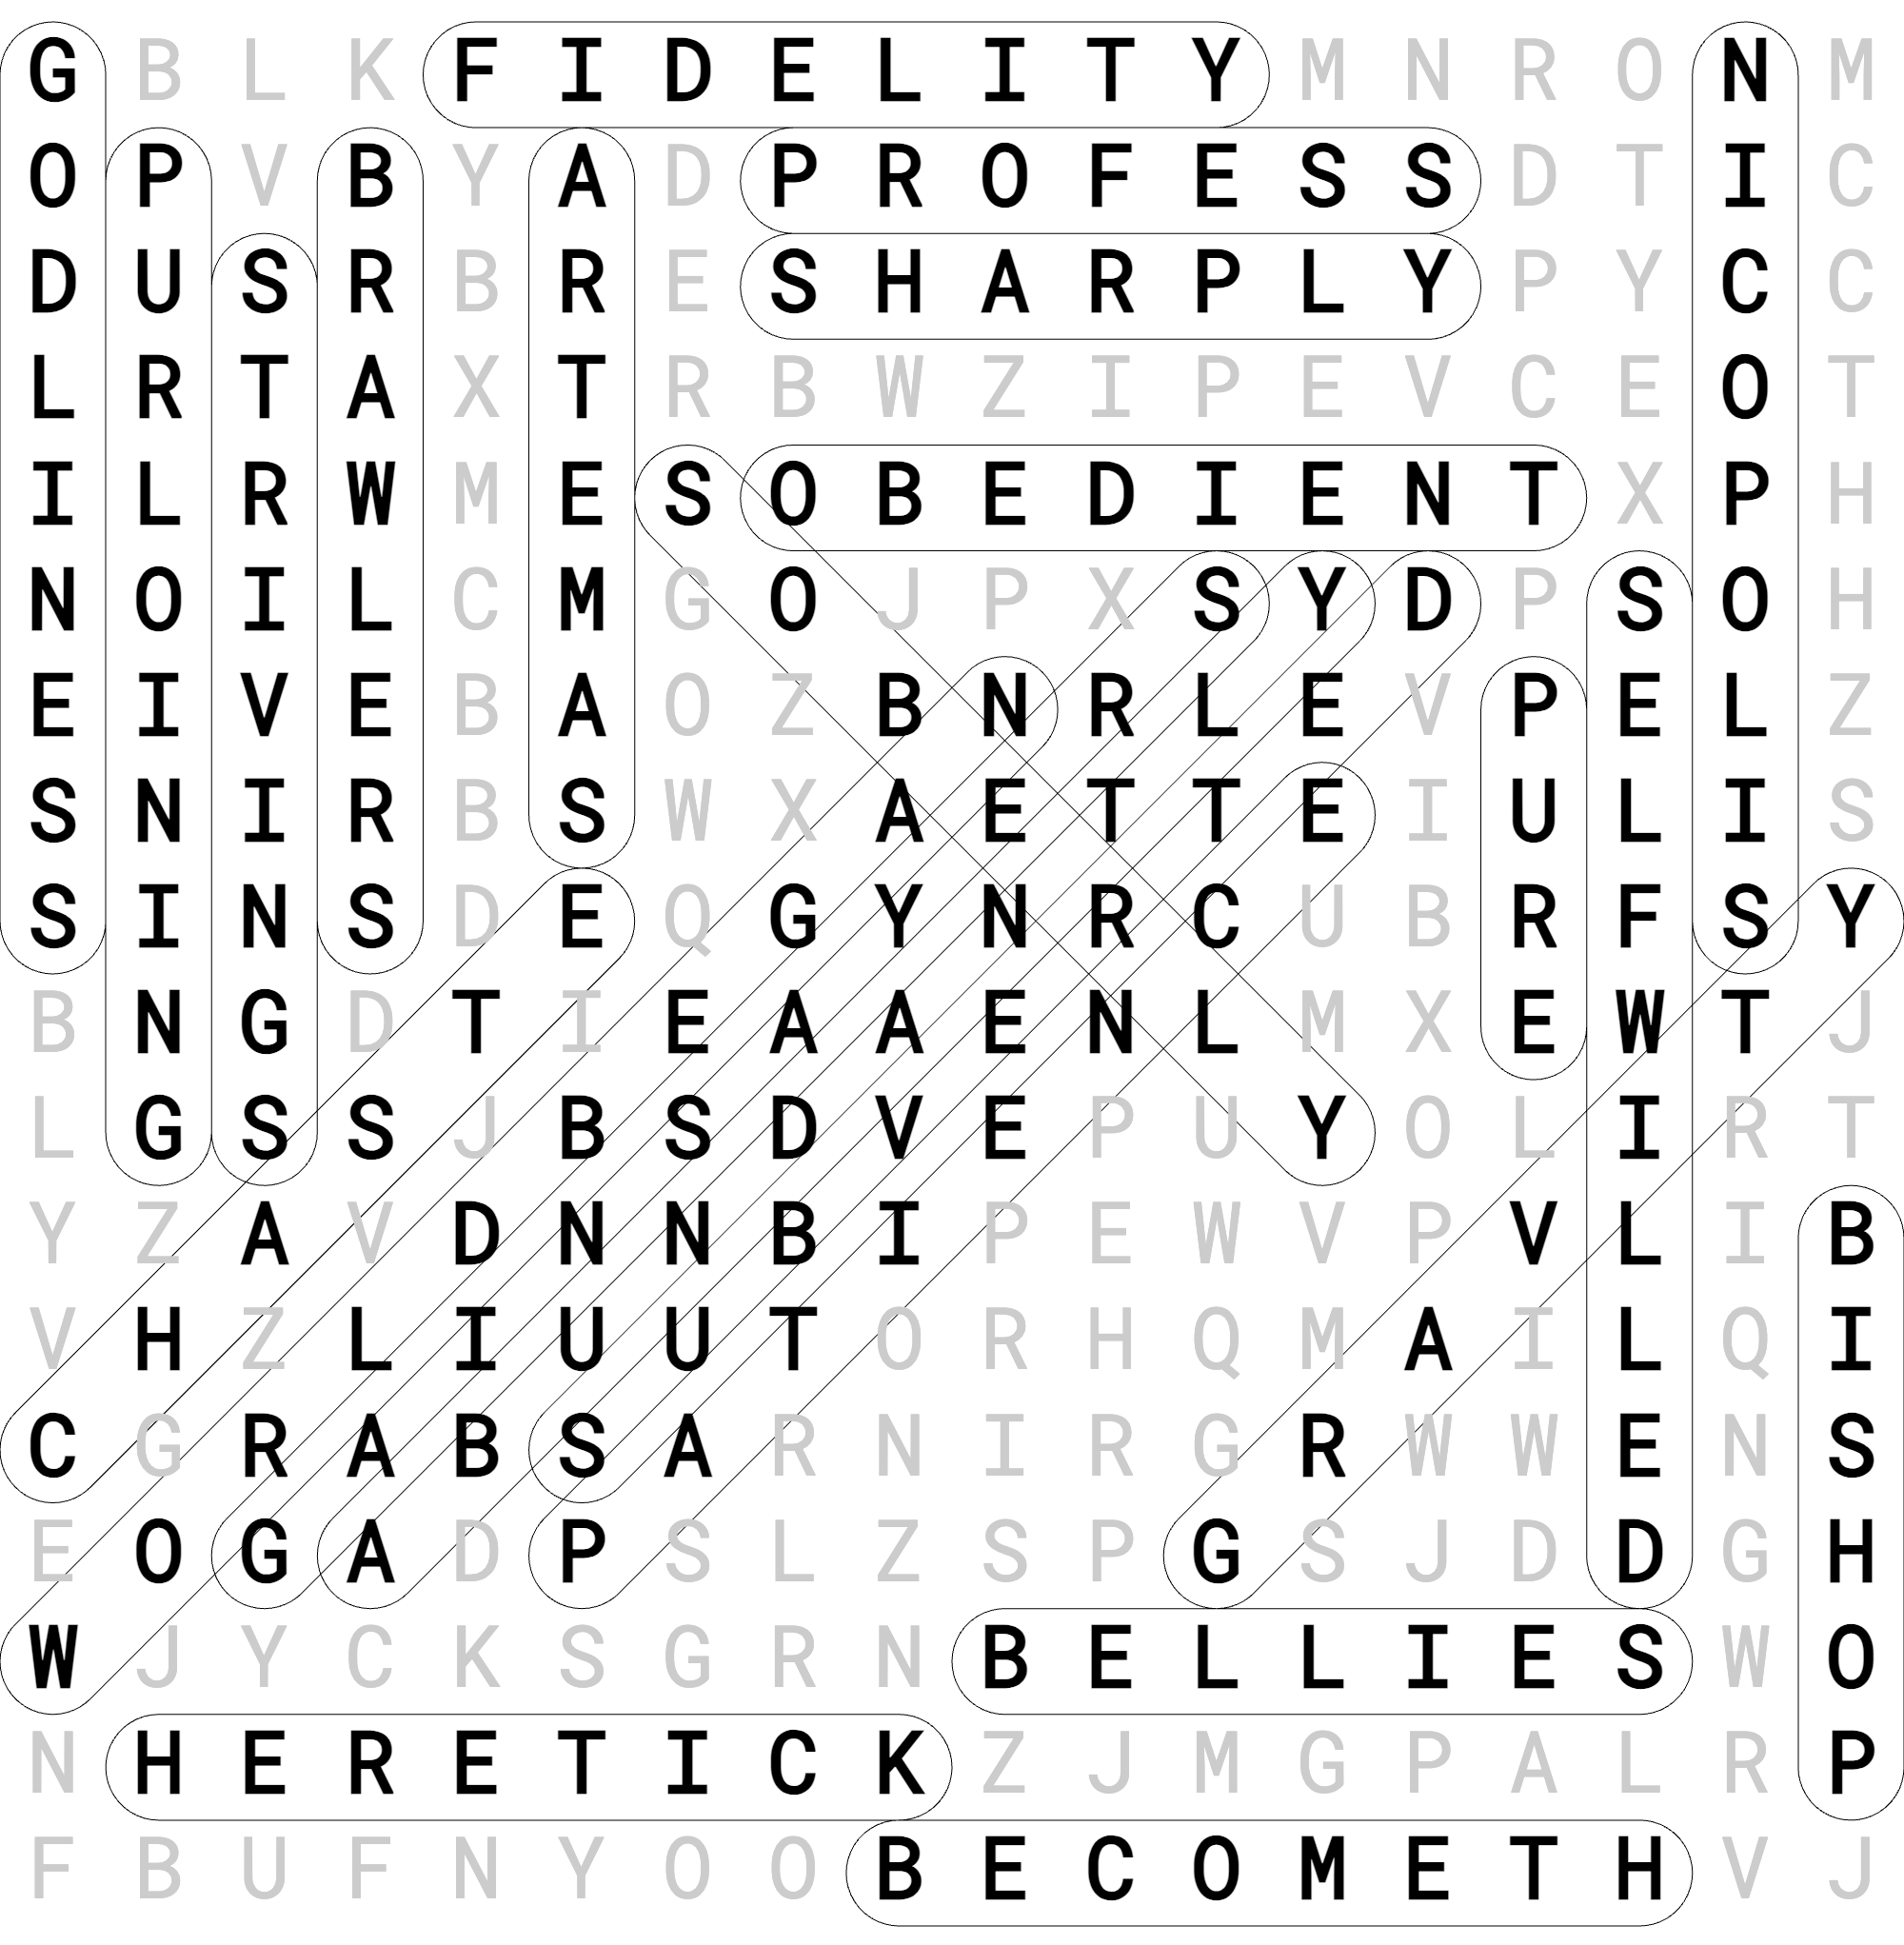 G B L K F I D E L I T Y M N R O N M
O P V B Y A D P R O F E S S D T I C
D U S R B R E S H A R P L Y P Y C C
L R T A X T R B W Z I P E V C E O T
I L R W M E S O B E D I E N T X P H
N O I L C M G O J P X S Y D P S O H
E I V E B A O Z B N R L E V P E L Z
S N I R B S W X A E T T E I U L I S
S I N S D E Q G Y N R C U B R F S Y
B N G D T I E A A E N L M X E W T J
L G S S J B S D V E P U Y O L I R T
Y Z A V D N N B I P E W V P V L I B
V H Z L I U U T O R H Q M A I L Q I
C G R A B S A R N I R G R W W E N S
E O G A D P S L Z S P G S J D D G H
W J Y C K S G R N B E L L I E S W O
N H E R E T I C K Z J M G P A L R P
F B U F N Y O O B E C O M E T H V J